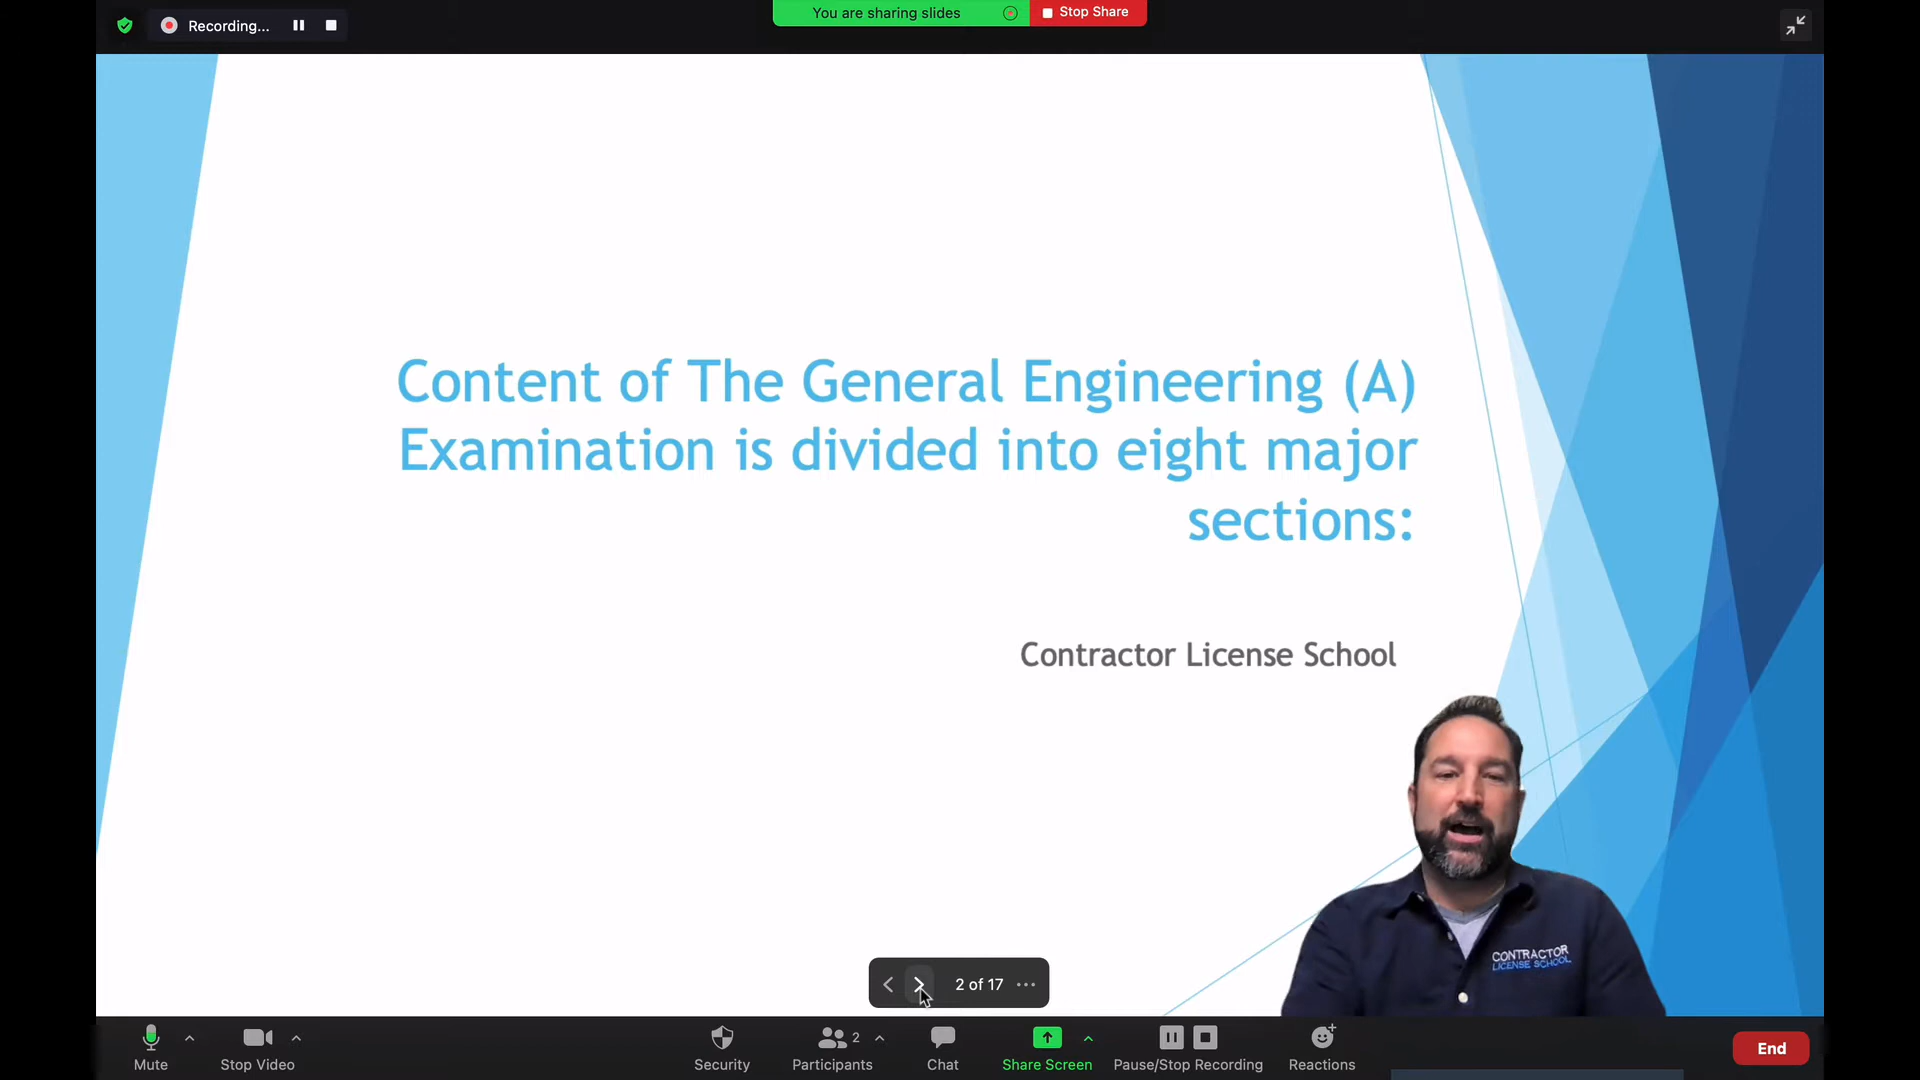 Recording...
You are sharing slides
Stop Share
Content of The General Engineering (A)
Examination is divided into eight major
sections:
Contractor License School
CONTRACTOR
LICENSE SCHOOL
2 of 17
Mute
Stop Video
Security
Participants
2
Chat
Share Screen
Pause/Stop Recording
Reactions
End